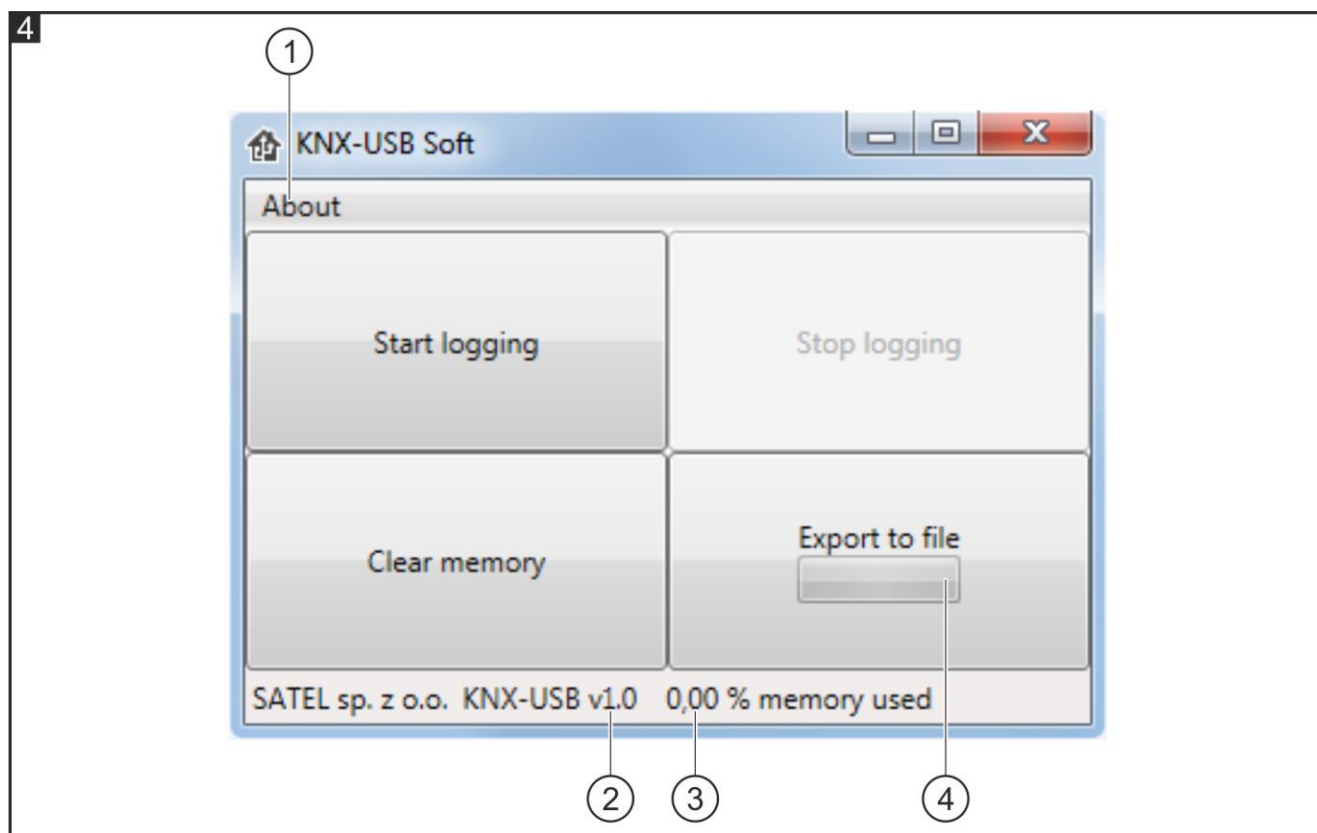 4
1
KNX-USB Soft
About
Start logging
Stop logging
Clear memory
Export to file
SATEL sp. z o.o. KNX-USB v1.0 0,00 % memory used
2 3 4